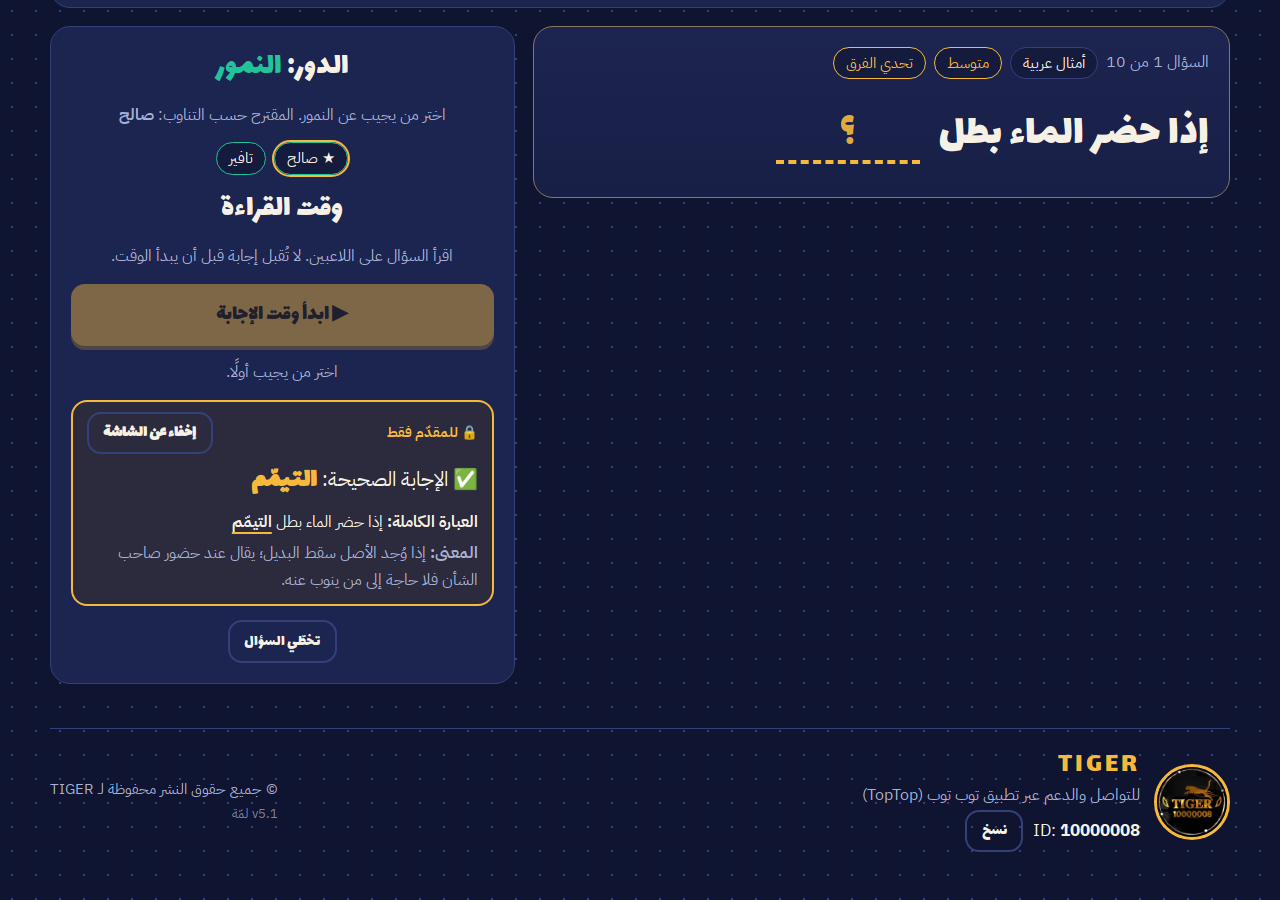 السؤال 1 من 10
أمثال عربية
متوسط
تحدي الفرق
إذا حضر الماء بطل ؟
الدور: النمور
اختر من يجيب عن النمور. المقترح حسب التناوب: صالح
★ صالح
تافير
وقت القراءة
اقرأ السؤال على اللاعبين. لا تُقبل إجابة قبل أن يبدأ الوقت.
▶ ابدأ وقت الإجابة
اختر من يجيب أولًا.
🔒 للمقدّم فقط
إخفاء عن الشاشة
✅ الإجابة الصحيحة: التيمّم
العبارة الكاملة: إذا حضر الماء بطل التيمّم
المعنى: إذا وُجد الأصل سقط البديل؛ يقال عند حضور صاحب
الشأن فلا حاجة إلى من ينوب عنه.
تخطّي السؤال
TIGER
10000008
TIGER
للتواصل والدعم عبر تطبيق توب توب (TopTop)
ID: 10000008
نسخ
© جميع حقوق النشر محفوظة لـ TIGER
لمّة v5.1